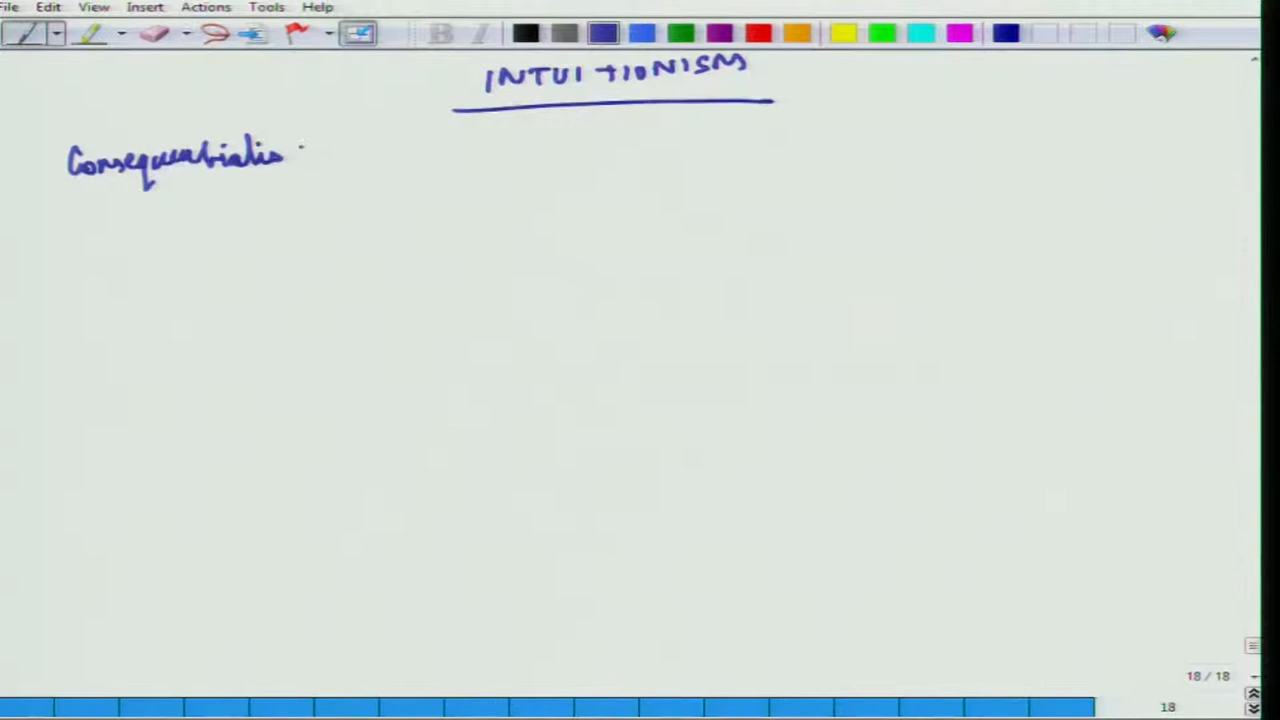 File Edit View Insert Actions Tools Help
B I
INTUITIONISM
Consequentialis
18 / 18
18